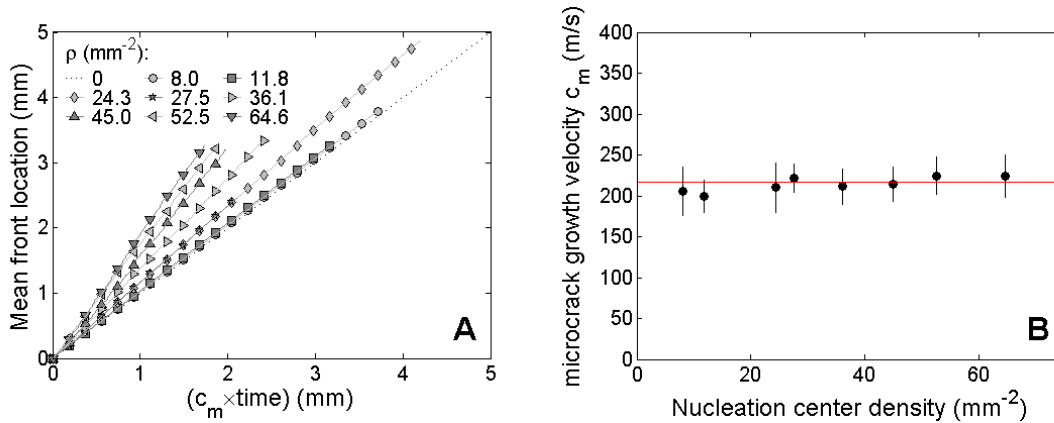 5
4
3
2
1
0
Mean front location (mm)
ρ (mm-2):
0 8.0 11.8
24.3 27.5 36.1
45.0 52.5 64.6
A
0 1 2 3 4 5
(cm×time) (mm)
400
350
300
250
200
150
100
50
0
microcrack growth velocity cm (m/s)
B
0 20 40 60
Nucleation center density (mm-2)